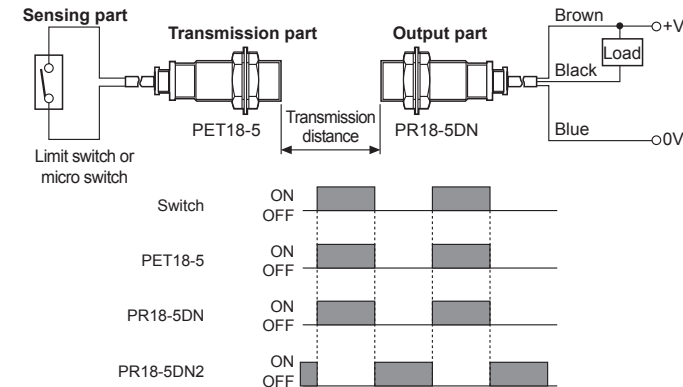 Sensing part
Transmission part
Output part
Brown
+V
Load
Black
Blue
0V
PET18-5
Transmission
distance
PR18-5DN
Limit switch or
micro switch
Switch
ON
OFF
PET18-5
ON
OFF
PR18-5DN
ON
OFF
PR18-5DN2
ON
OFF